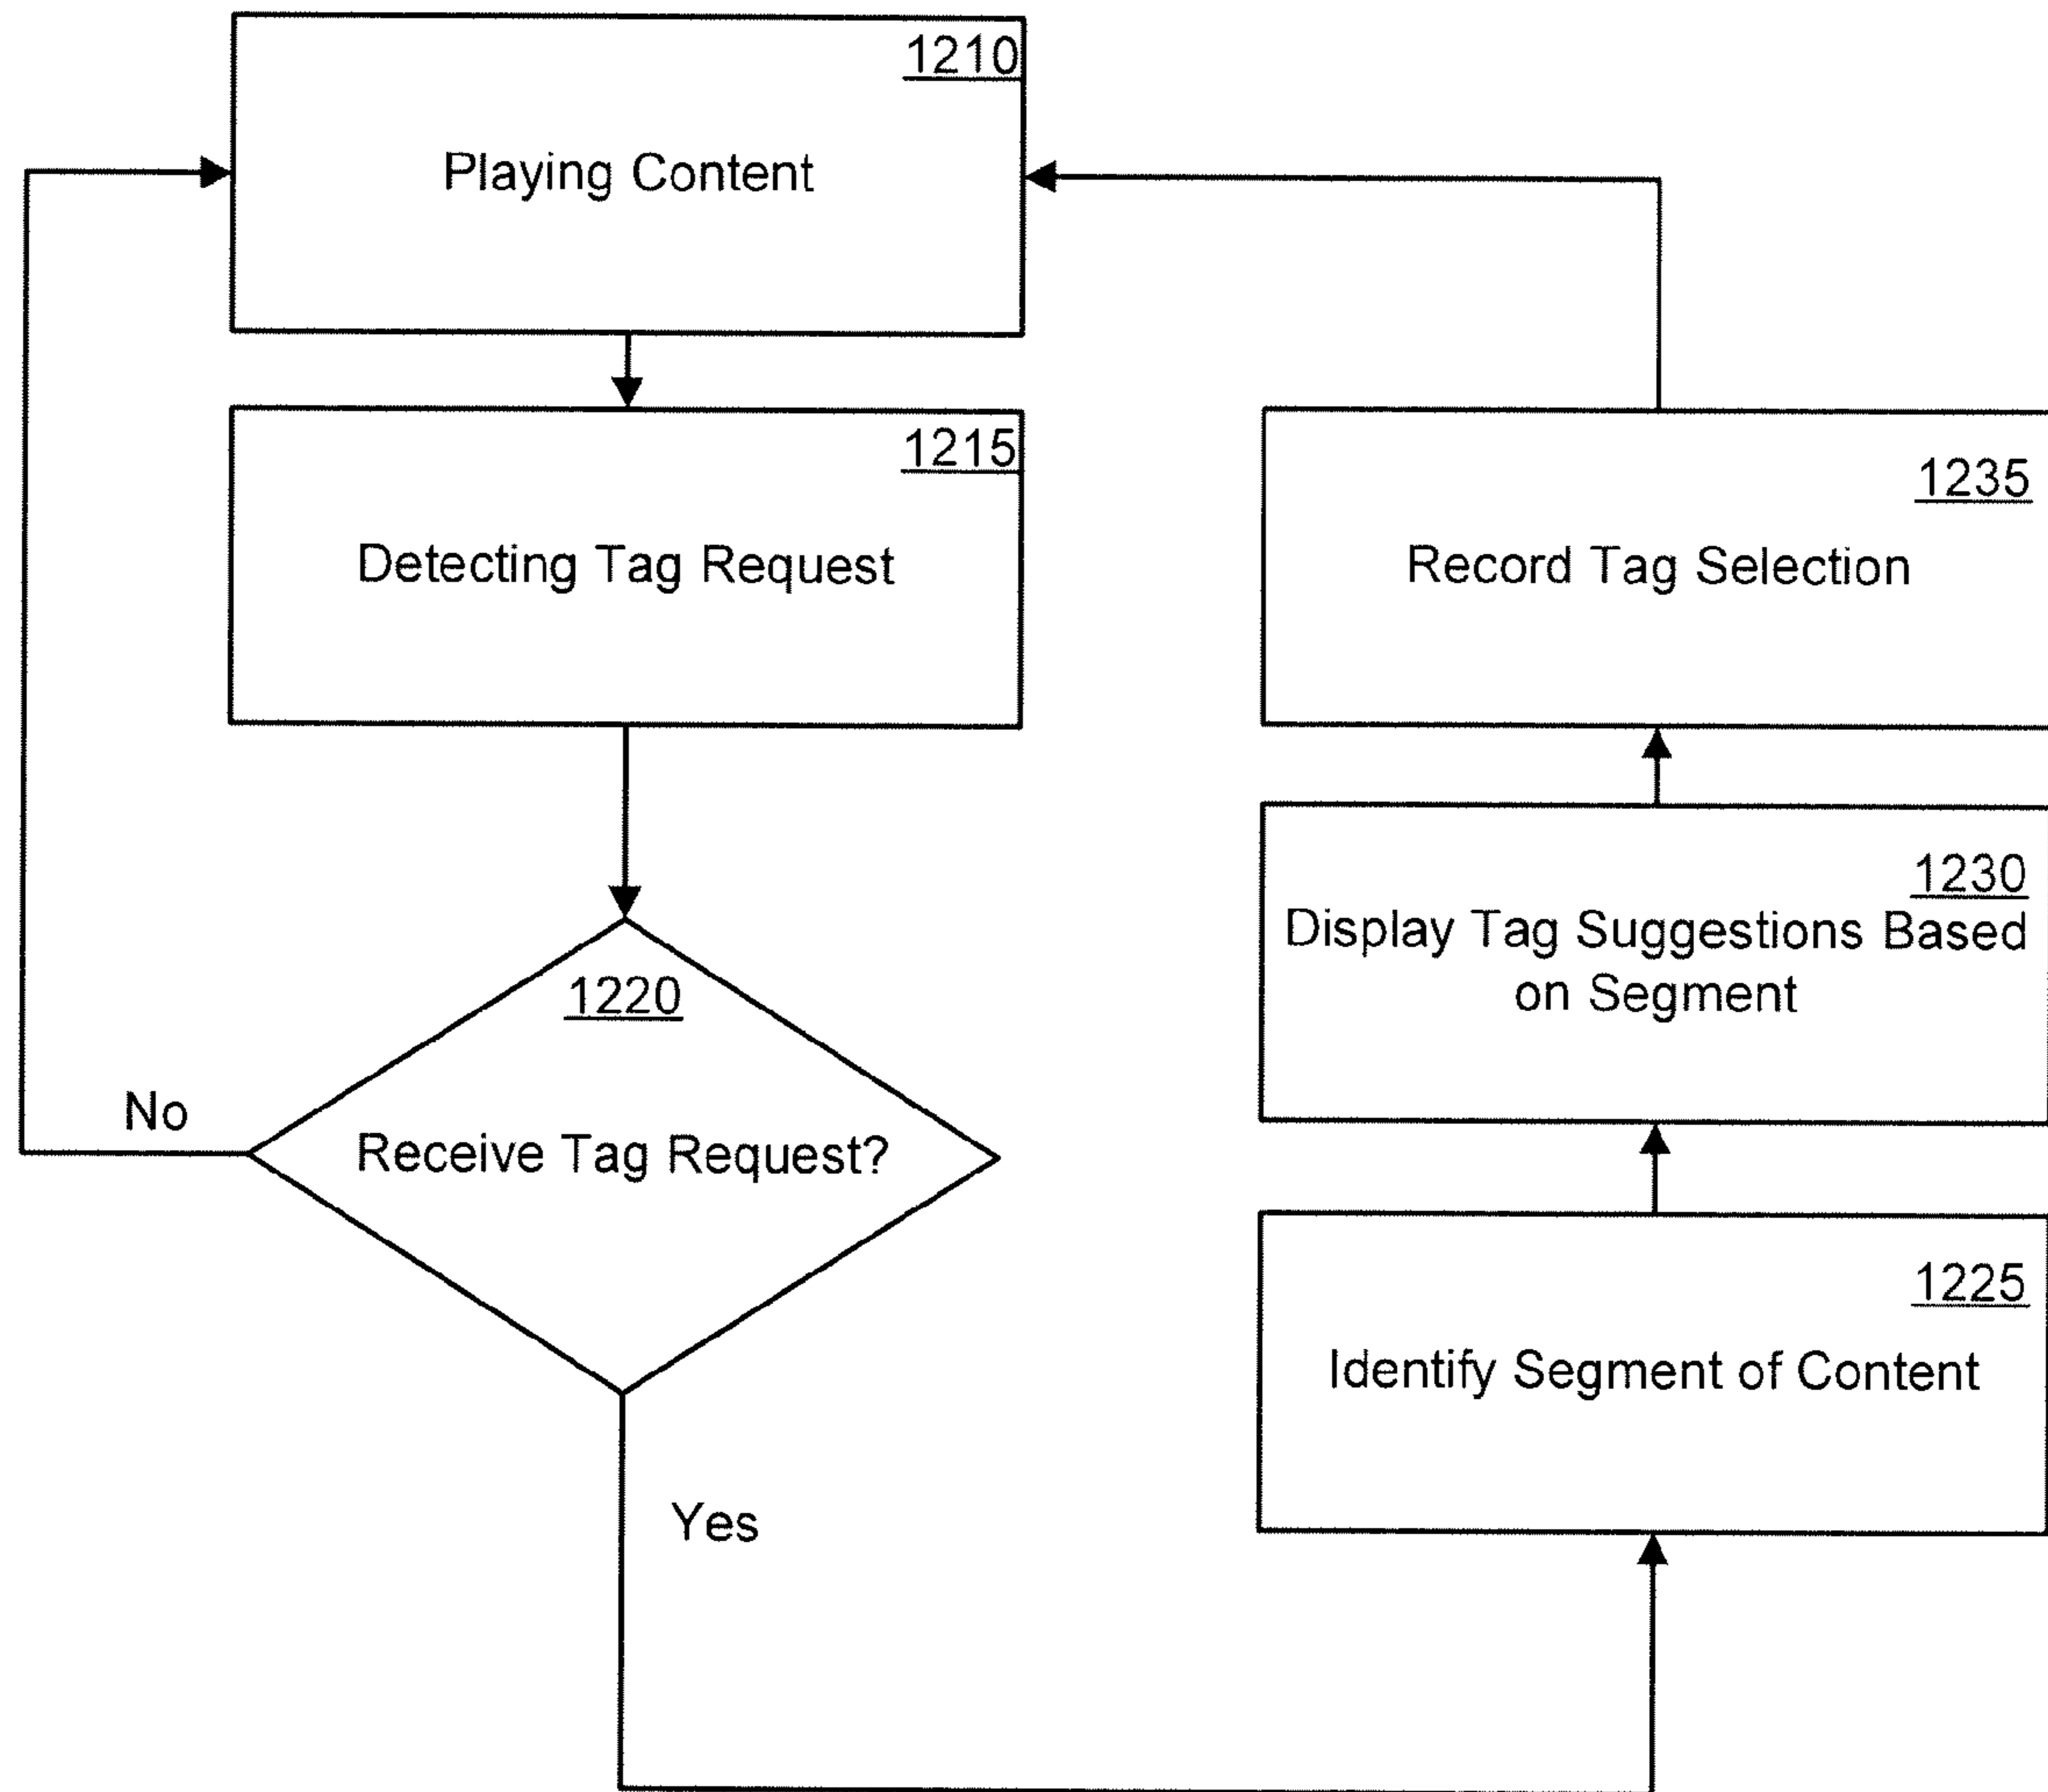 1210
Playing Content
1215
Detecting Tag Request
1220
Receive Tag Request?
No
Yes
1225
Identify Segment of Content
1230
Display Tag Suggestions Based
on Segment
1235
Record Tag Selection